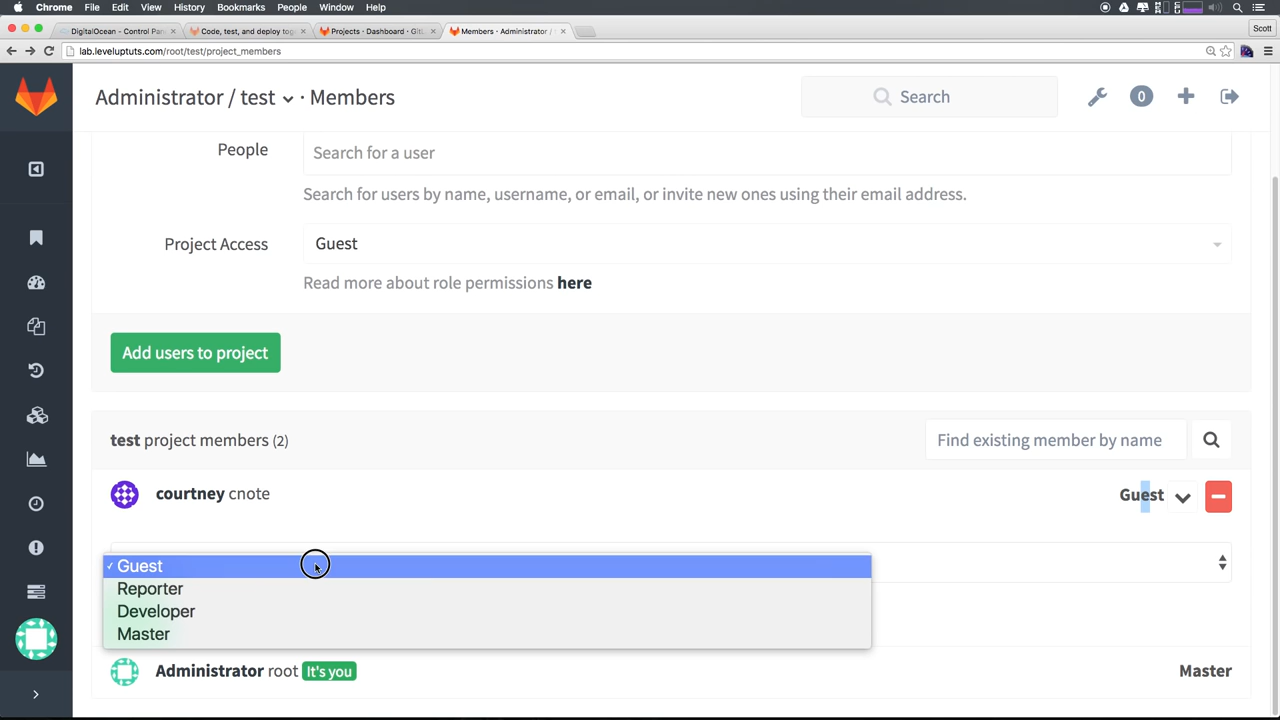 Chrome File Edit View History Bookmarks People Window Help
DigitalOcean - Control Pan
Code, test, and deploy toge
Projects · Dashboard · GitL
Members · Administrator /
Scott
lab.leveluptuts.com/root/test/project_members
Administrator / test · Members
Search
0
People
Search for a user
Search for users by name, username, or email, or invite new ones using their email address.
Project Access
Guest
Read more about role permissions here
Add users to project
test project members (2)
Find existing member by name
courtney cnote
Guest
✓ Guest
Reporter
Developer
Master
Administrator root It's you
Master